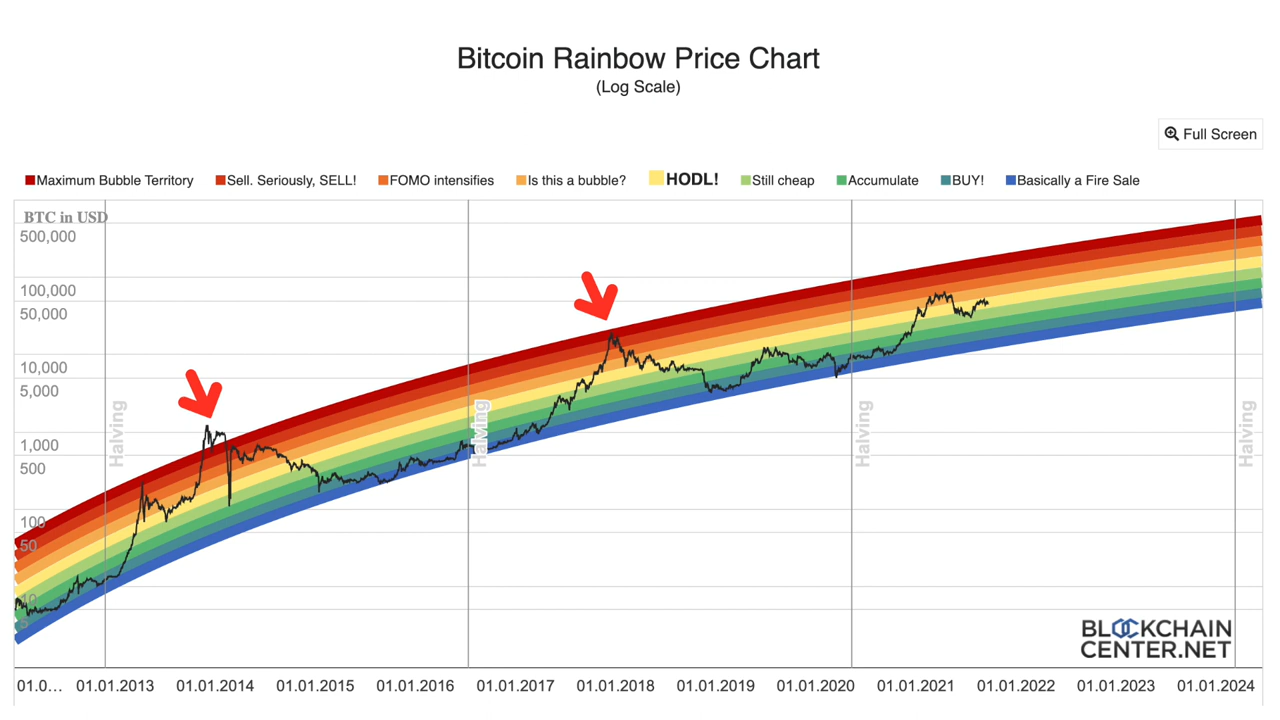 Bitcoin Rainbow Price Chart
(Log Scale)
Full Screen
Maximum Bubble Territory Sell. Seriously, SELL! FOMO intensifies Is this a bubble? HODL! Still cheap Accumulate BUY! Basically a Fire Sale
BTC in USD
500,000
100,000
50,000
10,000
5,000
1,000
500
100
50
10
5
Halving
Halving
Halving
Halving
BLOCKCHAIN
CENTER.NET
01.0... 01.01.2013 01.01.2014 01.01.2015 01.01.2016 01.01.2017 01.01.2018 01.01.2019 01.01.2020 01.01.2021 01.01.2022 01.01.2023 01.01.2024